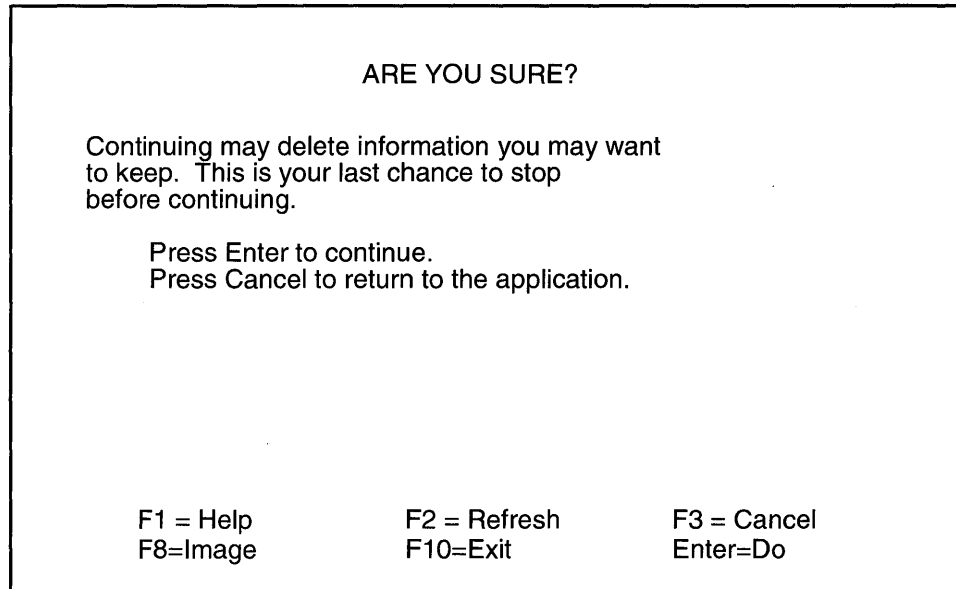 ARE YOU SURE?
Continuing may delete information you may want
to keep.  This is your last chance to stop
before continuing.
Press Enter to continue.
Press Cancel to return to the application.
F1 = Help F2 = Refresh F3 = Cancel
F8=Image F10=Exit Enter=Do